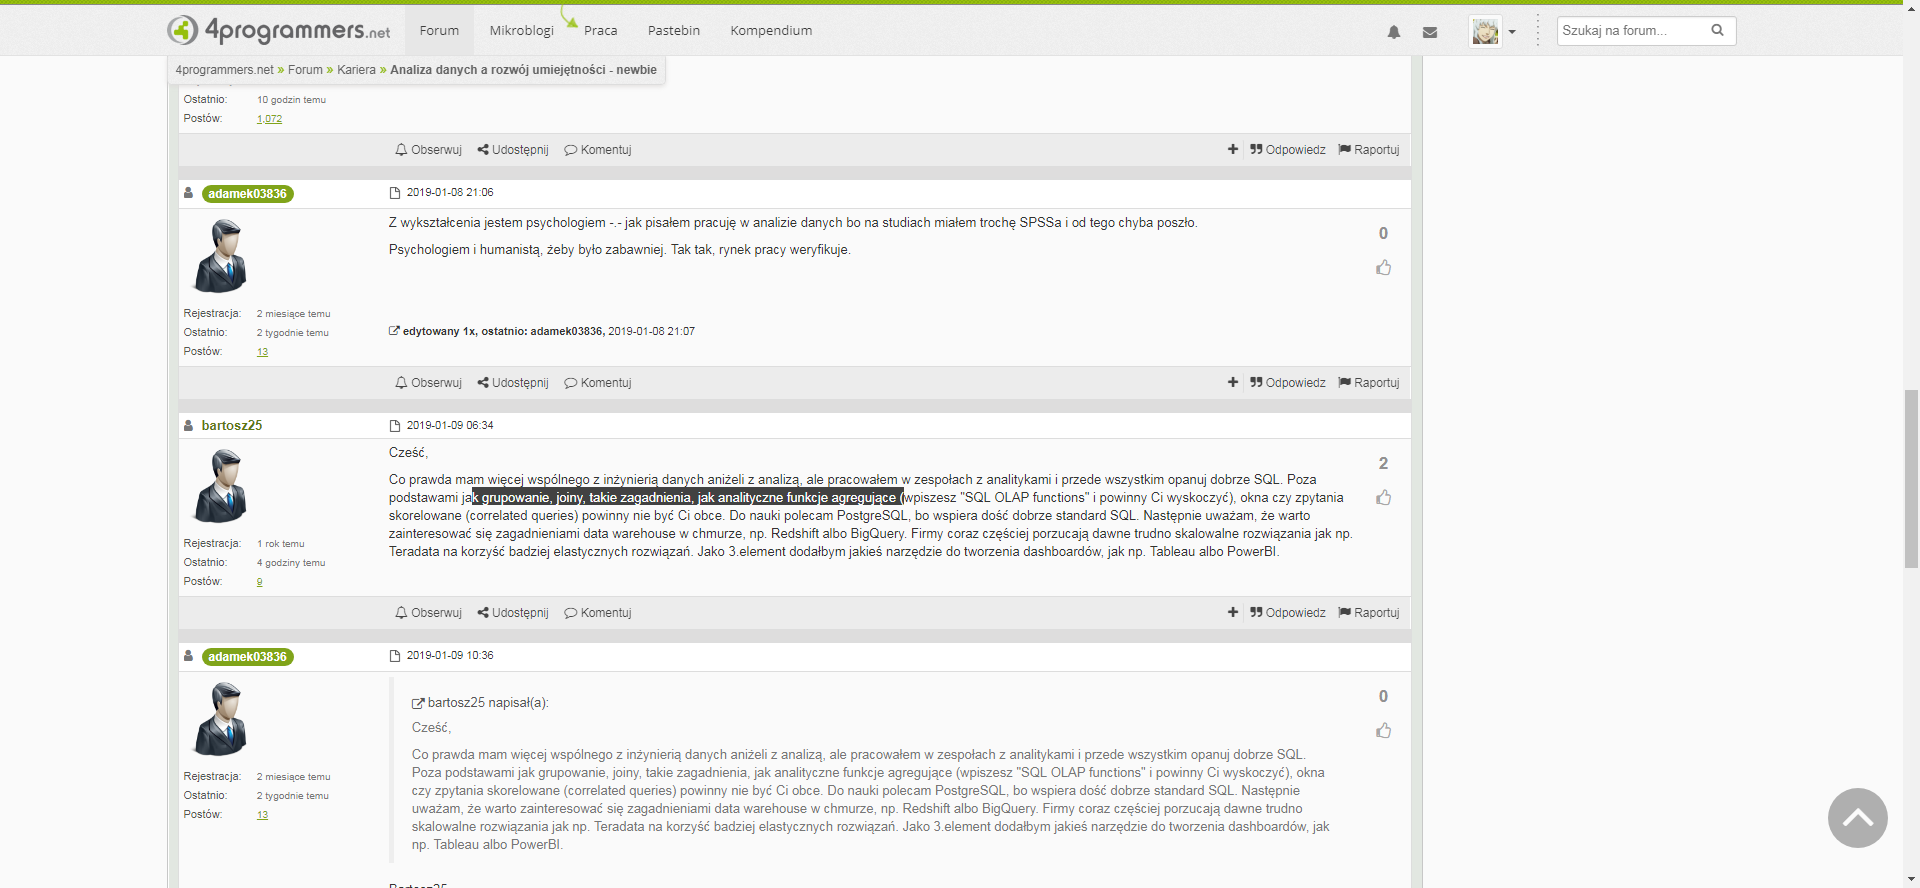 4programmers.net
Forum
Mikroblogi
Praca
Pastebin
Kompendium
Szukaj na forum...
4programmers.net » Forum » Kariera » Analiza danych a rozwój umiejętności - newbie
Ostatnio: 10 godzin temu
Postów: 1,072
Obserwuj Udostępnij Komentuj Odpowiedz Raportuj
adamek03836 2019-01-08 21:06
Z wykształcenia jestem psychologiem -.- jak pisałem pracuję w analizie danych bo na studiach miałem trochę SPSSa i od tego chyba poszło.
0
Psychologiem i humanistą, żeby było zabawniej. Tak tak, rynek pracy weryfikuje.
Rejestracja: 2 miesiące temu
Ostatnio: 2 tygodnie temu
edytowany 1x, ostatnio: adamek03836, 2019-01-08 21:07
Postów: 13
Obserwuj Udostępnij Komentuj Odpowiedz Raportuj
bartosz25 2019-01-09 06:34
Cześć,
2
Co prawda mam więcej wspólnego z inżynierią danych aniżeli z analizą, ale pracowałem w zespołach z analitykami i przede wszystkim opanuj dobrze SQL. Poza
podstawami jak grupowanie, joiny, takie zagadnienia, jak analityczne funkcje agregujące (wpiszesz "SQL OLAP functions" i powinny Ci wyskoczyć), okna czy zpytania
skorelowane (correlated queries) powinny nie być Ci obce. Do nauki polecam PostgreSQL, bo wspiera dość dobrze standard SQL. Następnie uważam, że warto
zainteresować się zagadnieniami data warehouse w chmurze, np. Redshift albo BigQuery. Firmy coraz częściej porzucają dawne trudno skalowalne rozwiązania jak np.
Teradata na korzyść badziej elastycznych rozwiązań. Jako 3.element dodałbym jakieś narzędzie do tworzenia dashboardów, jak np. Tableau albo PowerBI.
Rejestracja: 1 rok temu
Ostatnio: 4 godziny temu
Postów: 9
Obserwuj Udostępnij Komentuj Odpowiedz Raportuj
adamek03836 2019-01-09 10:36
0
bartosz25 napisał(a):
Cześć,
Co prawda mam więcej wspólnego z inżynierią danych aniżeli z analizą, ale pracowałem w zespołach z analitykami i przede wszystkim opanuj dobrze SQL.
Poza podstawami jak grupowanie, joiny, takie zagadnienia, jak analityczne funkcje agregujące (wpiszesz "SQL OLAP functions" i powinny Ci wyskoczyć), okna
czy zpytania skorelowane (correlated queries) powinny nie być Ci obce. Do nauki polecam PostgreSQL, bo wspiera dość dobrze standard SQL. Następnie
uważam, że warto zainteresować się zagadnieniami data warehouse w chmurze, np. Redshift albo BigQuery. Firmy coraz częściej porzucają dawne trudno
skalowalne rozwiązania jak np. Teradata na korzyść badziej elastycznych rozwiązań. Jako 3.element dodałbym jakieś narzędzie do tworzenia dashboardów, jak
np. Tableau albo PowerBI.
Rejestracja: 2 miesiące temu
Ostatnio: 2 tygodnie temu
Postów: 13